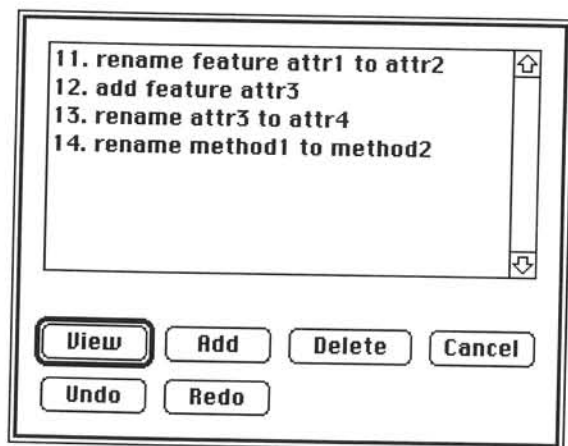 11. rename feature attr1 to attr2
12. add feature attr3
13. rename attr3 to attr4
14. rename method1 to method2
View Add Delete Cancel
Undo Redo